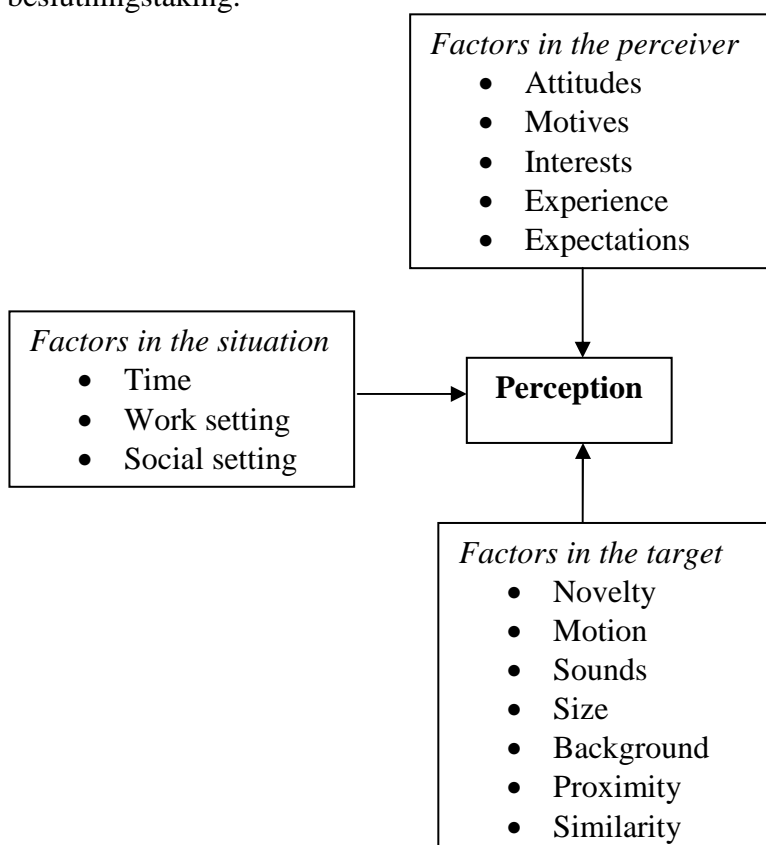 beslutningstaking.
Factors in the perceiver
• Attitudes
• Motives
• Interests
• Experience
• Expectations
Factors in the situation
• Time
• Work setting
• Social setting
Perception
Factors in the target
• Novelty
• Motion
• Sounds
• Size
• Background
• Proximity
• Similarity